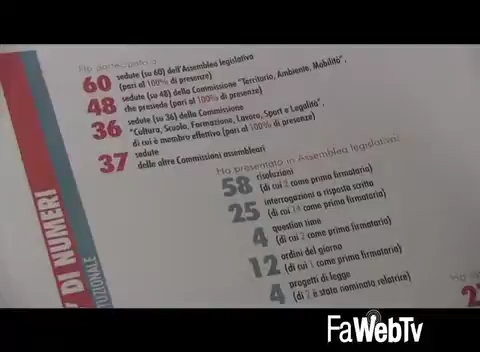 Ha partecipato a
60 sedute (su 60) dell'Assemblea legislativa
(pari al 100% di presenze)
48 sedute (su 48) della Commissione "Territorio, Ambiente, Mobilità",
che presiede (pari al 100% di presenze)
36 sedute (su 36) della Commissione
"Cultura, Scuola, Formazione, Lavoro, Sport e Legalità",
di cui è membro effettivo (pari al 100% di presenze)
37 sedute
delle altre Commissioni assembleari
Ha presentato in Assemblea legislativa:
58 risoluzioni
(di cui 2 come prima firmataria)
25 interrogazioni a risposta scritta
(di cui 14 come prima firmataria)
4 question time
(di cui 2 come prima firmataria)
12 ordini del giorno
(di cui 1 come prima firmataria)
4 progetti di legge
(di 2 è stata nominata relatrice)
DI NUMERI
FaWebTv